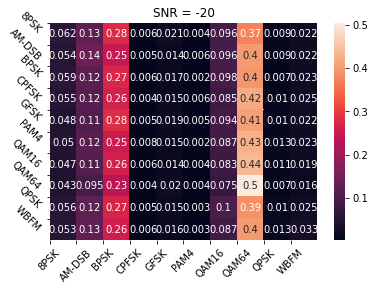 SNR = -20
8PSK 0.062 0.13 0.28 0.006 0.021 0.004 0.096 0.37 0.009 0.022
AM-DSB 0.054 0.14 0.25 0.005 0.014 0.006 0.096 0.4 0.009 0.022
BPSK 0.059 0.12 0.27 0.006 0.017 0.002 0.098 0.4 0.007 0.023
CPFSK 0.055 0.12 0.26 0.004 0.015 0.006 0.085 0.42 0.01 0.25
GFSK 0.048 0.11 0.28 0.005 0.019 0.005 0.094 0.41 0.01 0.022
PAM4 0.05 0.12 0.25 0.008 0.015 0.002 0.087 0.43 0.013 0.023
QAM16 0.047 0.11 0.26 0.006 0.014 0.004 0.083 0.44 0.011 0.019
QAM64 0.043 0.095 0.23 0.004 0.02 0.004 0.075 0.5 0.007 0.016
QPSK 0.056 0.12 0.27 0.005 0.015 0.003 0.1 0.39 0.01 0.025
WBFM 0.053 0.13 0.26 0.006 0.016 0.003 0.087 0.4 0.013 0.033
8PSK AM-DSB BPSK CPFSK GFSK PAM4 QAM16 QAM64 QPSK WBFM
0.5
0.4
0.3
0.2
0.1